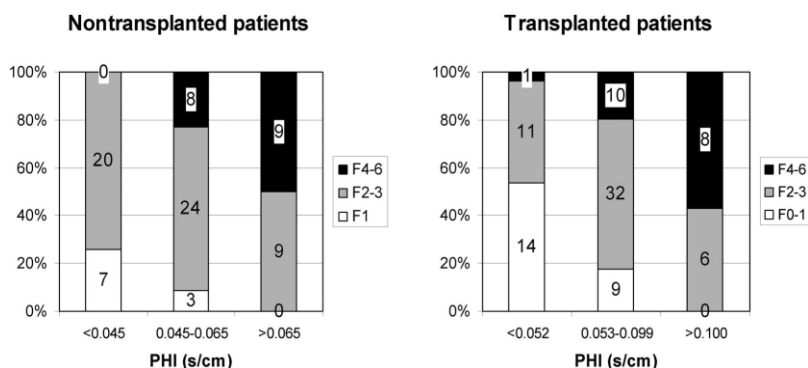 Nontransplanted patients
100%
80%
60%
40%
20%
0%
0
20
7
8
24
3
9
9
0
F4-6
F2-3
F1
<0.045 0.045-0.065 >0.065
PHI (s/cm)
Transplanted patients
100%
80%
60%
40%
20%
0%
1
11
14
10
32
9
8
6
0
F4-6
F2-3
F0-1
<0.052 0.053-0.099 >0.100
PHI (s/cm)